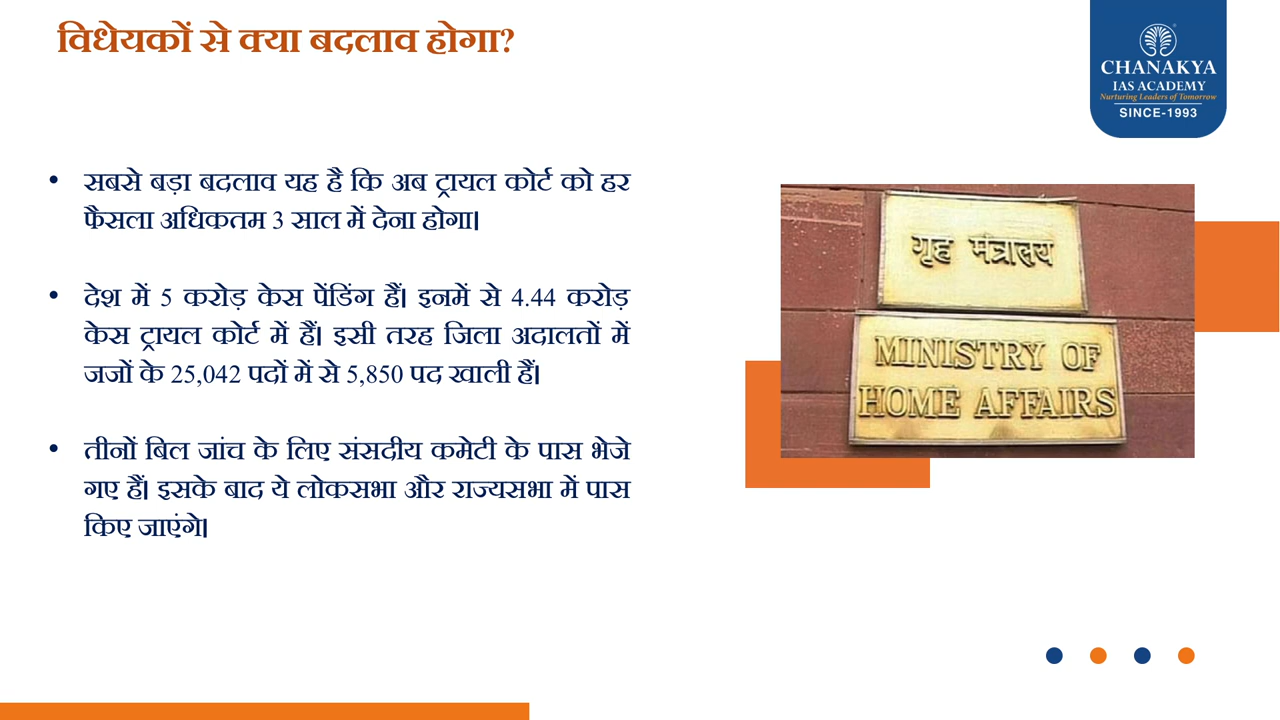 विधेयकों से क्या बदलाव होगा?
CHANAKYA
IAS ACADEMY
Nurturing Leaders of Tomorrow
SINCE-1993
• सबसे बड़ा बदलाव यह है कि अब ट्रायल कोर्ट को हर
फैसला अधिकतम 3 साल में देना होगा।
• देश में 5 करोड़ केस पेंडिंग हैं। इनमें से 4.44 करोड़
केस ट्रायल कोर्ट में हैं। इसी तरह जिला अदालतों में
जजों के 25,042 पदों में से 5,850 पद खाली हैं।
• तीनों बिल जांच के लिए संसदीय कमेटी के पास भेजे
गए हैं। इसके बाद ये लोकसभा और राज्यसभा में पास
किए जाएंगे।
गृह मंत्रालय
MINISTRY OF
HOME AFFAIRS